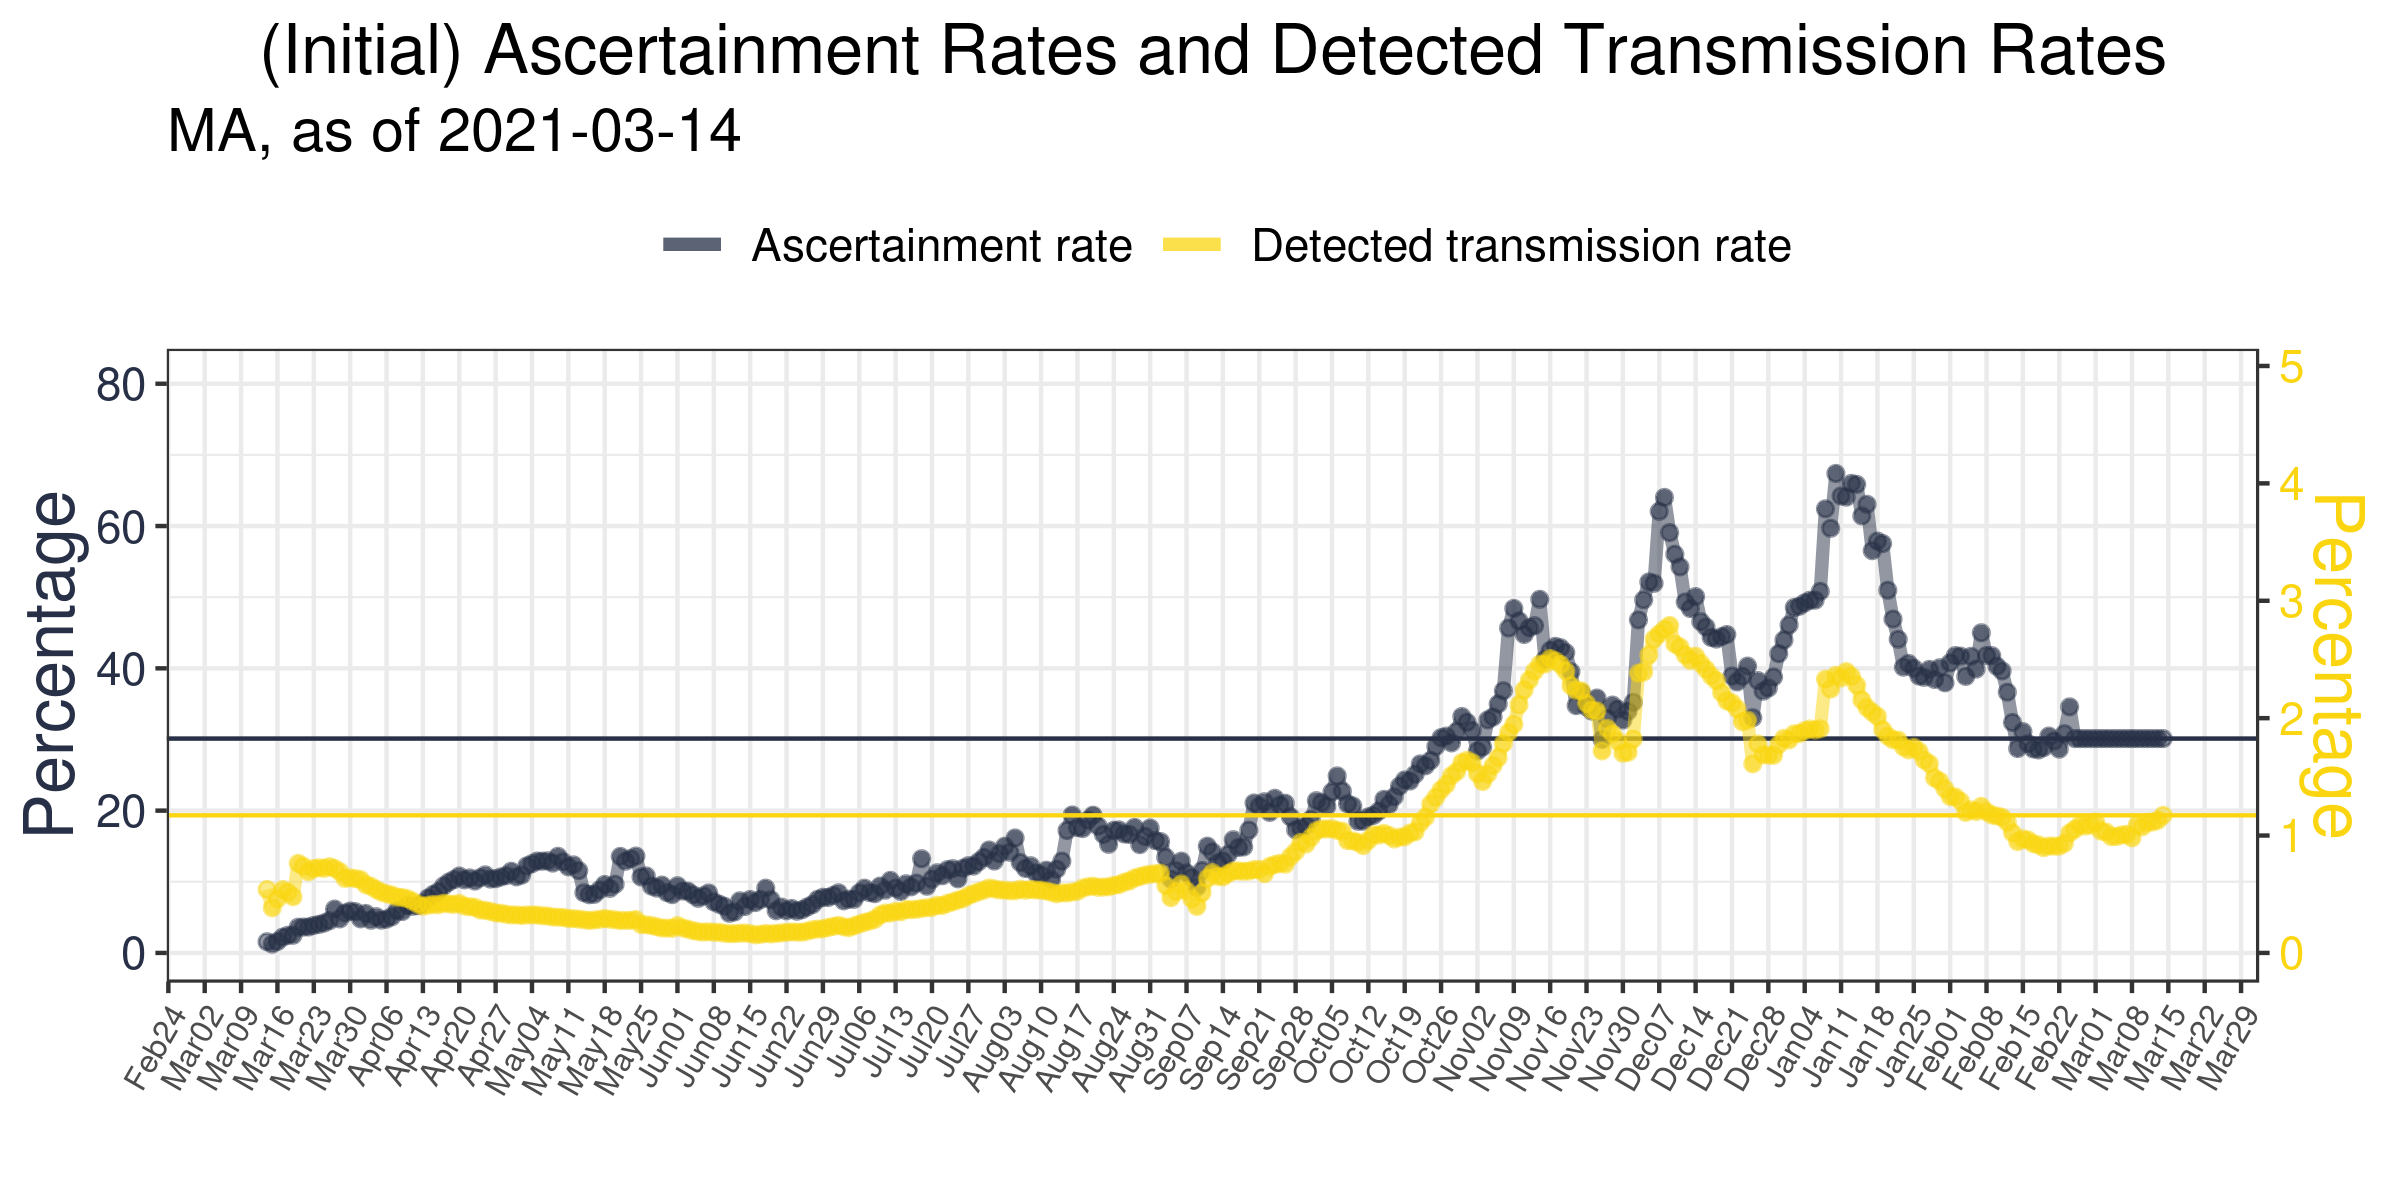 (Initial) Ascertainment Rates and Detected Transmission Rates
MA, as of 2021-03-14
Ascertainment rate
Detected transmission rate
Percentage
80
60
40
20
0
5
4
3
2
1
0
Percentage
Feb24
Mar02
Mar09
Mar16
Mar23
Mar30
Apr06
Apr13
Apr20
Apr27
May04
May11
May18
May25
Jun01
Jun08
Jun15
Jun22
Jun29
Jul06
Jul13
Jul20
Jul27
Aug03
Aug10
Aug17
Aug24
Aug31
Sep07
Sep14
Sep21
Sep28
Oct05
Oct12
Oct19
Oct26
Nov02
Nov09
Nov16
Nov23
Nov30
Dec07
Dec14
Dec21
Dec28
Jan04
Jan11
Jan18
Jan25
Feb01
Feb08
Feb15
Feb22
Mar01
Mar08
Mar15
Mar22
Mar29